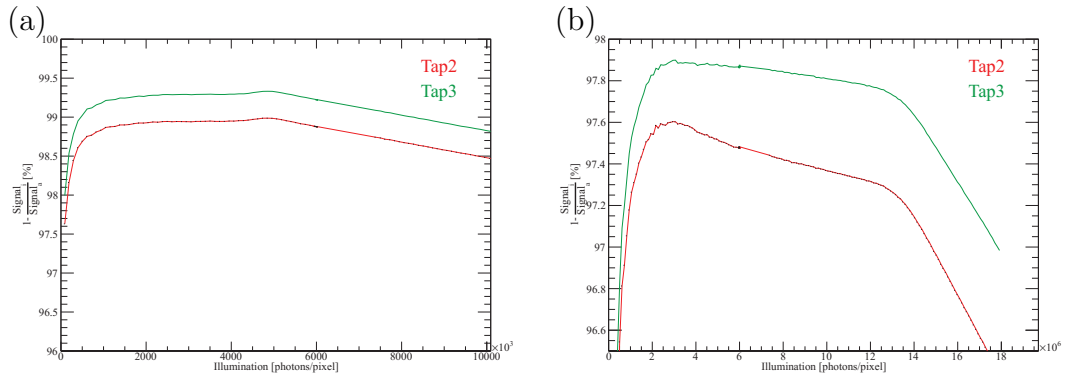 (a)
100
99.5
99
98.5
98
97.5
97
96.5
96
Tap2
Tap3
1- Signal_i / Signal_a [%]
0 2000 4000 6000 8000 10000
×10³
Illumination [photons/pixel]
(b)
98
97.8
97.6
97.4
97.2
97
96.8
96.6
Tap2
Tap3
1- Signal_i / Signal_a [%]
0 2 4 6 8 10 12 14 16 18
×10⁶
Illumination [photons/pixel]